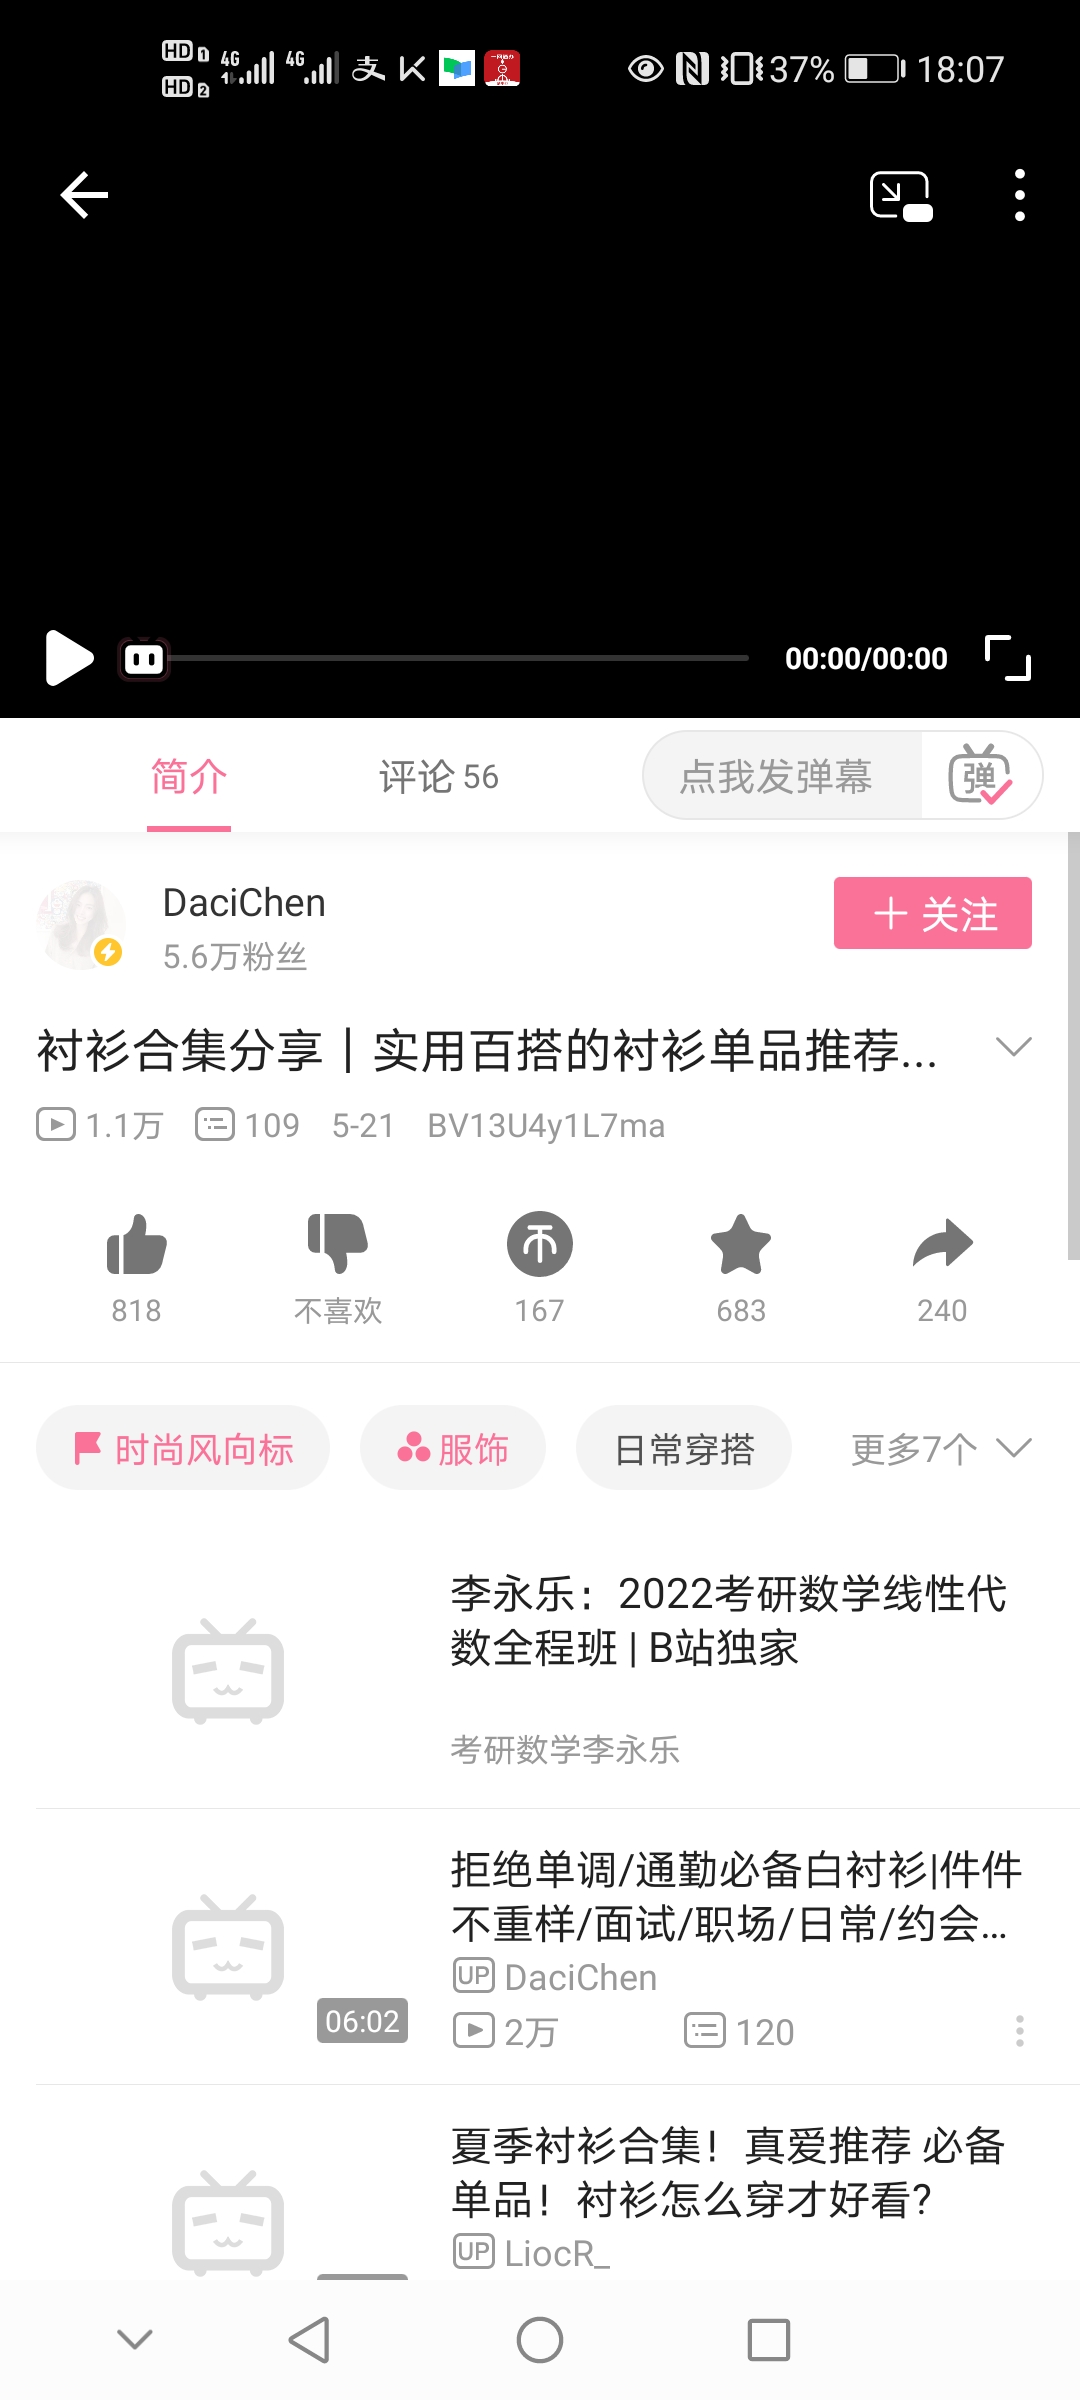 HD 1 4G 4G 支 37% 18:07
HD 2
00:00/00:00
简介 评论 56 点我发弹幕 弹
DaciChen
5.6万粉丝
+ 关注
衬衫合集分享｜实用百搭的衬衫单品推荐...
1.1万 109 5-21 BV13U4y1L7ma
818 不喜欢 167 683 240
时尚风向标 服饰 日常穿搭 更多7个
李永乐：2022考研数学线性代
数全程班 | B站独家
考研数学李永乐
拒绝单调/通勤必备白衬衫|件件
不重样/面试/职场/日常/约会...
UP DaciChen
06:02
2万 120
夏季衬衫合集！真爱推荐 必备
单品！衬衫怎么穿才好看?
UP LiocR_